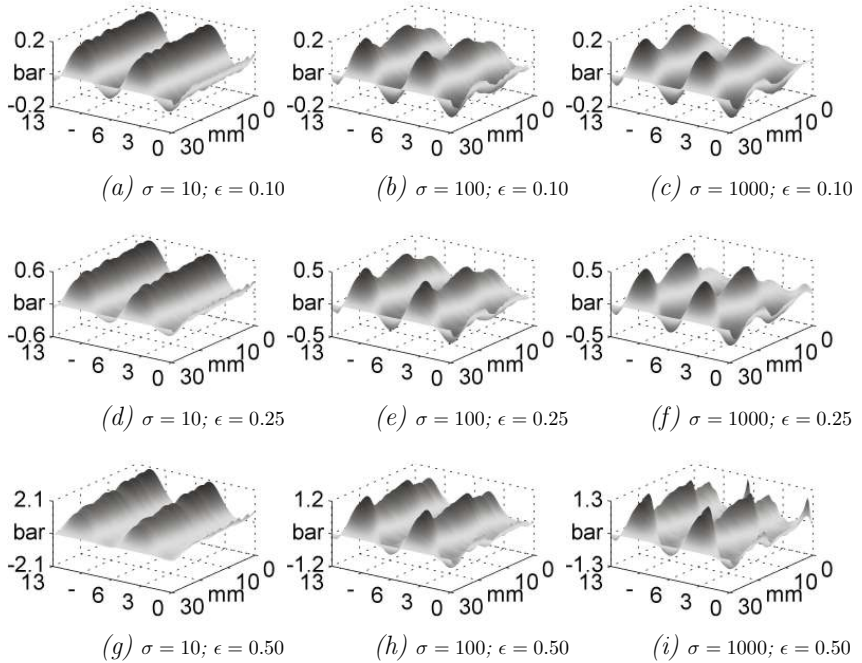 0.2
bar
-0.2
13 - 6 3 0 30 mm 10 0
(a) σ = 10; ϵ = 0.10
0.2
bar
-0.2
13 - 6 3 0 30 mm 10 0
(b) σ = 100; ϵ = 0.10
0.2
bar
-0.2
13 - 6 3 0 30 mm 10 0
(c) σ = 1000; ϵ = 0.10
0.6
bar
-0.6
13 - 6 3 0 30 mm 10 0
(d) σ = 10; ϵ = 0.25
0.5
bar
-0.5
13 - 6 3 0 30 mm 10 0
(e) σ = 100; ϵ = 0.25
0.5
bar
-0.5
13 - 6 3 0 30 mm 10 0
(f) σ = 1000; ϵ = 0.25
2.1
bar
-2.1
13 - 6 3 0 30 mm 10 0
(g) σ = 10; ϵ = 0.50
1.2
bar
-1.2
13 - 6 3 0 30 mm 10 0
(h) σ = 100; ϵ = 0.50
1.3
bar
-1.3
13 - 6 3 0 30 mm 10 0
(i) σ = 1000; ϵ = 0.50